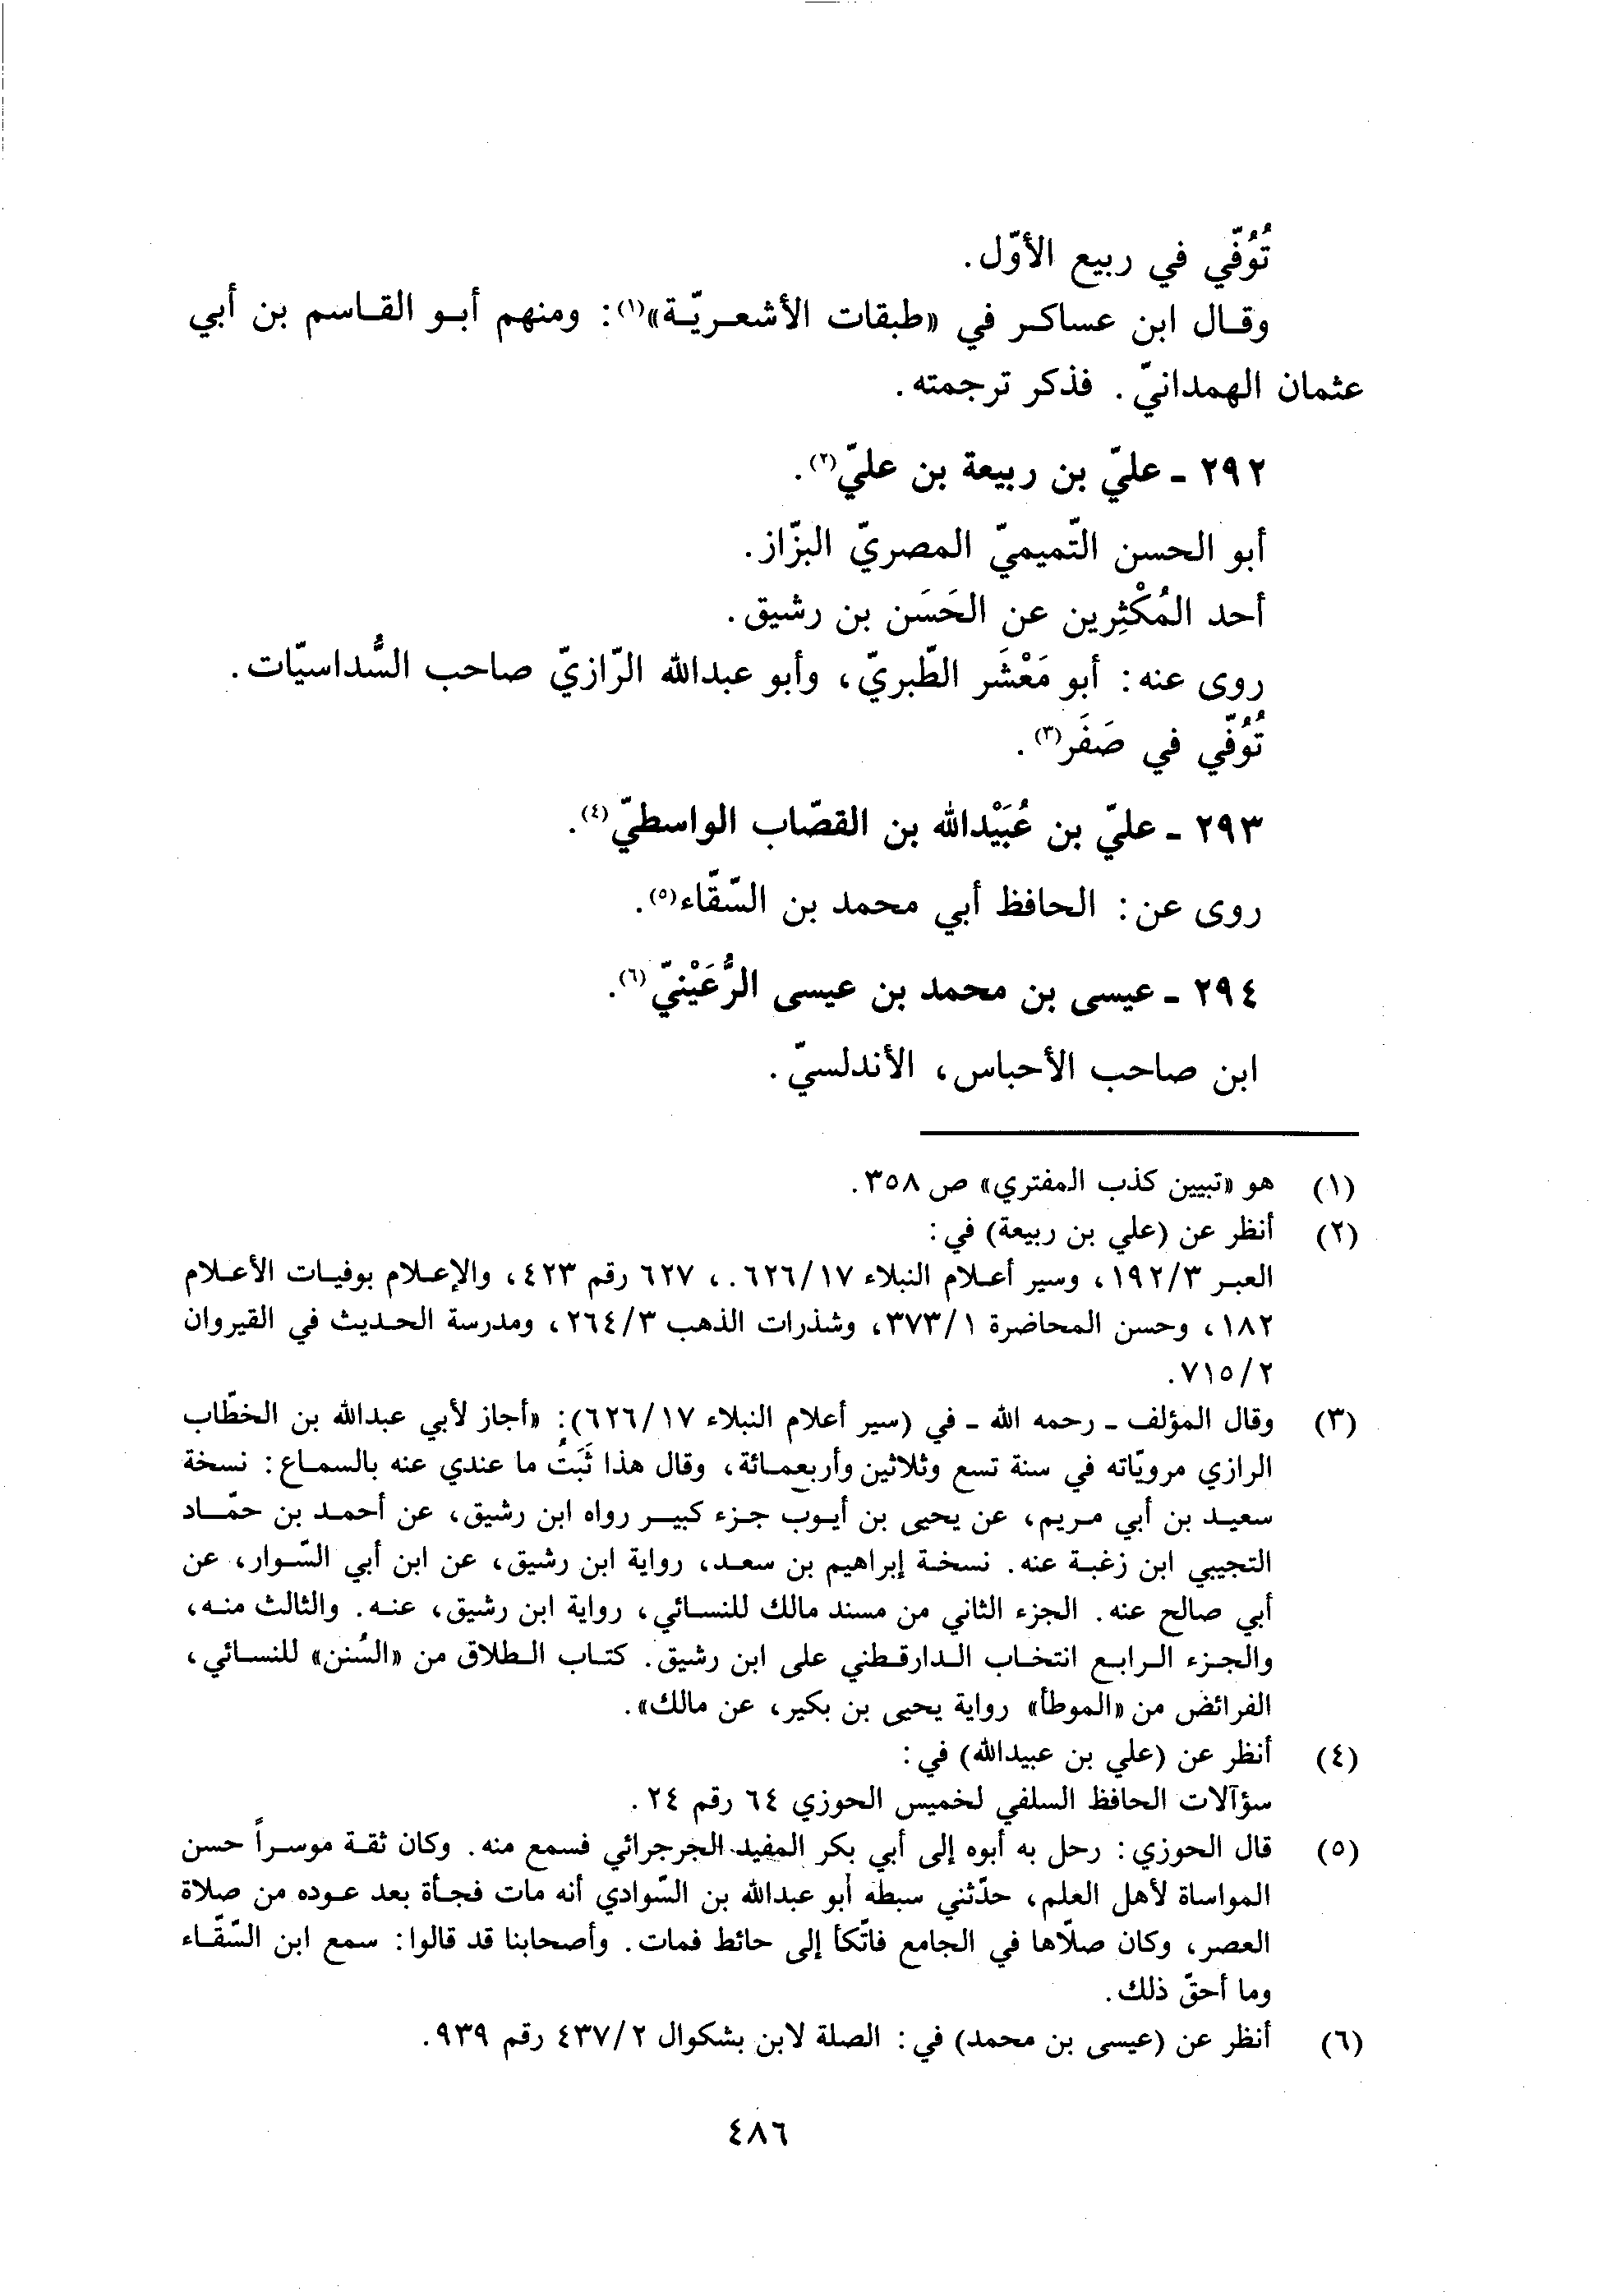 تُوُفّي في ربيع الأوّل.
وقال ابن عساكر في «طبقات الأشعريّة»(١): ومنهم أبو القاسم بن أبي
عثمان الهمدانيّ. فذكر ترجمته.
٢٩٢ ـ عليّ بن ربيعة بن عليّ(٢).
أبو الحسن التّميميّ المصريّ البزّاز.
أحد المُكْثِرِين عن الحَسَن بن رشيق.
روى عنه: أبو مَعْشَر الطّبريّ، وأبو عبدالله الرّازيّ صاحب السُّداسيّات.
تُوُفّي في صَفَر(٣).
٢٩٣ ـ عليّ بن عُبَيْدالله بن القصّاب الواسطيّ(٤).
روى عن: الحافظ أبي محمد بن السّقّاء(٥).
٢٩٤ ـ عيسى بن محمد بن عيسى الرُّعَيْنيّ(٦).
ابن صاحب الأحباس، الأندلسيّ.
(١) هو «تبيين كذب المفتري» ص ٣٥٨.
(٢) أنظر عن (علي بن ربيعة) في:
العبر ١٩٢/٣، وسير أعلام النبلاء ٦٢٦/١٧.، ٦٢٧ رقم ٤٢٣، والإعلام بوفيات الأعلام
١٨٢، وحسن المحاضرة ٣٧٣/١، وشذرات الذهب ٢٦٤/٣، ومدرسة الحديث في القيروان
٧١٥/٢.
(٣) وقال المؤلف ـ رحمه الله ـ في (سير أعلام النبلاء ٦٢٦/١٧): «أجاز لأبي عبدالله بن الخطّاب
الرازي مرويّاته في سنة تسع وثلاثين وأربعمائة، وقال هذا ثَبَتُ ما عندي عنه بالسماع: نسخة
سعيد بن أبي مريم، عن يحيى بن أيوب جزء كبير رواه ابن رشيق، عن أحمد بن حمّاد
التجيبي ابن زغبة عنه. نسخة إبراهيم بن سعد، رواية ابن رشيق، عن ابن أبي السّوار، عن
أبي صالح عنه. الجزء الثاني من مسند مالك للنسائي، رواية ابن رشيق، عنه. والثالث منه،
والجزء الرابع انتخاب الدارقطني على ابن رشيق. كتاب الطلاق من «السُنن» للنسائي،
الفرائض من «الموطأ» رواية يحيى بن بكير، عن مالك».
(٤) أنظر عن (علي بن عبيدالله) في:
سؤآلات الحافظ السلفي لخميس الحوزي ٦٤ رقم ٢٤.
(٥) قال الحوزي: رحل به أبوه إلى أبي بكر المفيد الجرجرائي فسمع منه. وكان ثقة موسراً حسن
المواساة لأهل العلم، حدّثني سبطه أبو عبدالله بن السّوادي أنه مات فجأة بعد عوده من صلاة
العصر، وكان صلّاها في الجامع فاتّكأ إلى حائط فمات. وأصحابنا قد قالوا: سمع ابن السّقّاء
وما أحقّ ذلك.
(٦) أنظر عن (عيسى بن محمد) في: الصلة لابن بشكوال ٤٣٧/٢ رقم ٩٣٩.
٤٨٦